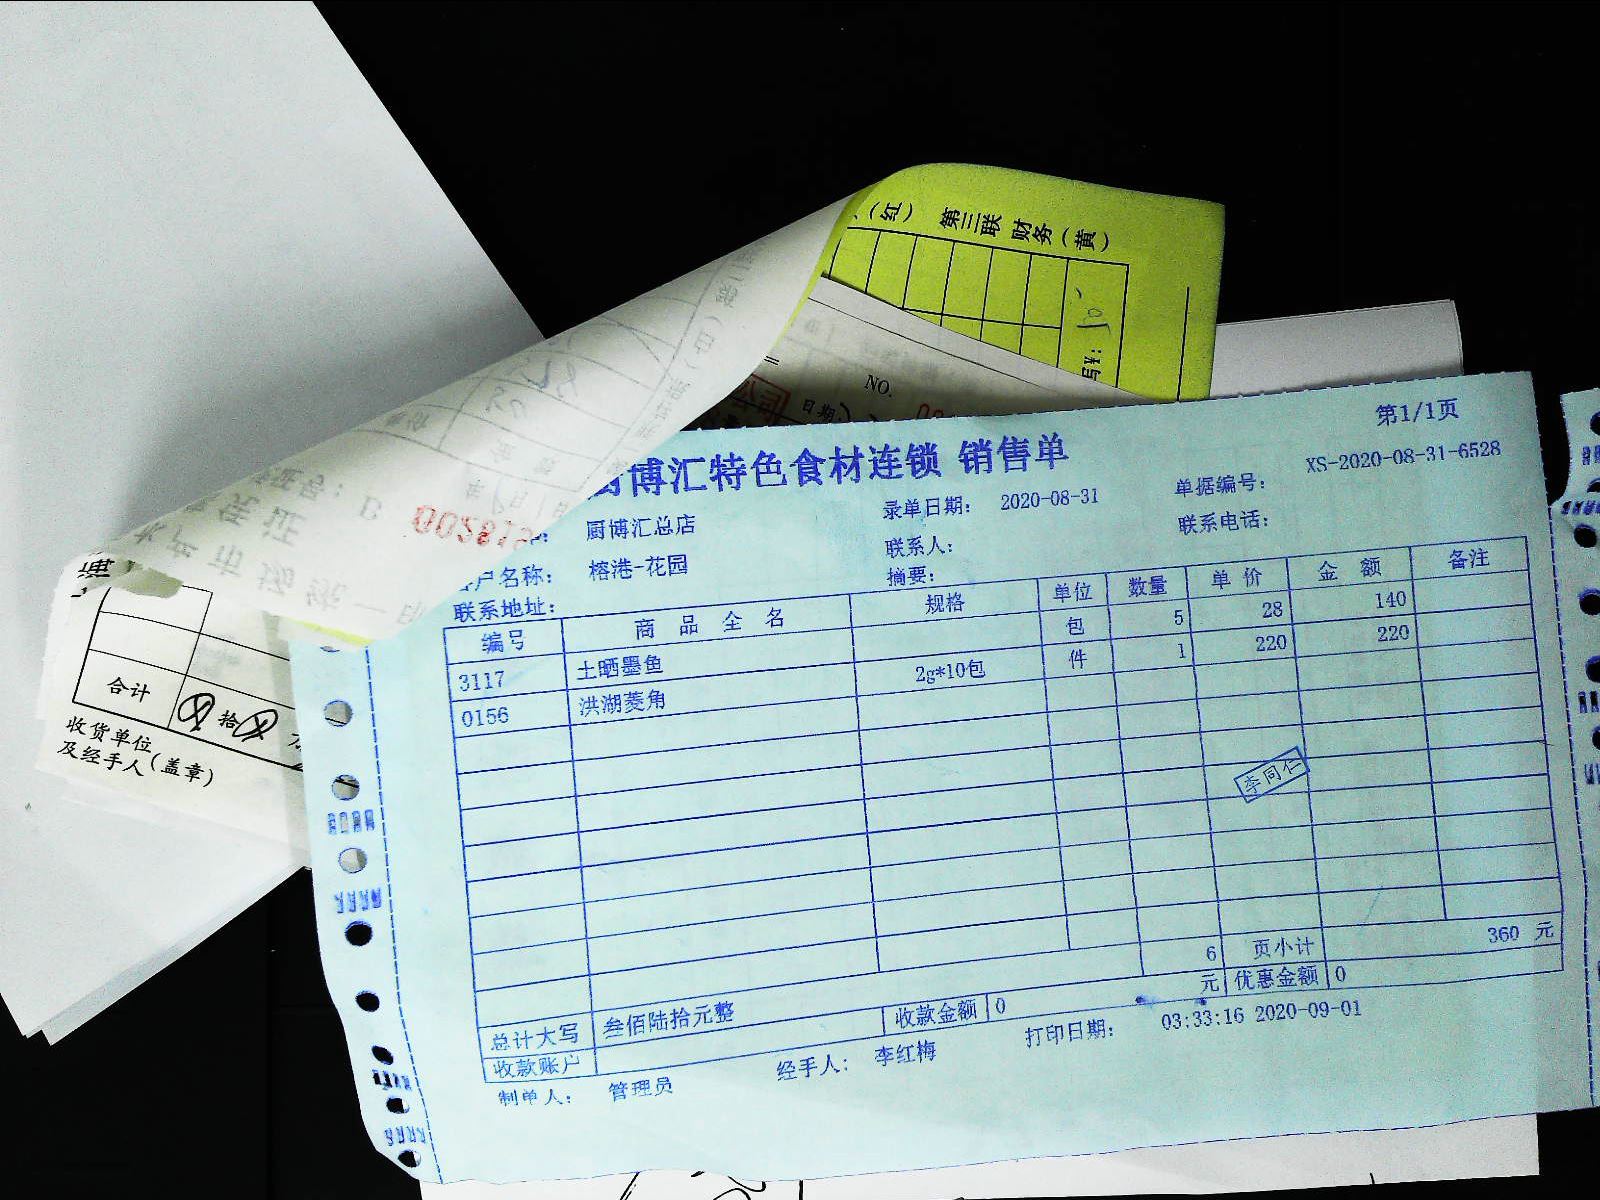 (红) 第三联 财务(黄)
NO.
日期
第1/1页
厨博汇特色食材连锁 销售单
XS-2020-08-31-6528
厨博汇总店
录单日期： 2020-08-31
单据编号：
客户名称： 榕港-花园
联系人：
联系电话：
联系地址：
摘要：
编号 商 品 全 名 规格 单位 数量 单 价 金 额 备注
3117 土晒墨鱼 包 5 28 140
0156 洪湖菱角 2g*10包 件 1 220 220
李同仁
6 页小计 360 元
总计大写 叁佰陆拾元整 收款金额 0 元 优惠金额 0
收款账户
制单人： 管理员 经手人： 李红梅 打印日期： 03:33:16 2020-09-01
合计 拾
收货单位
及经手人(盖章)